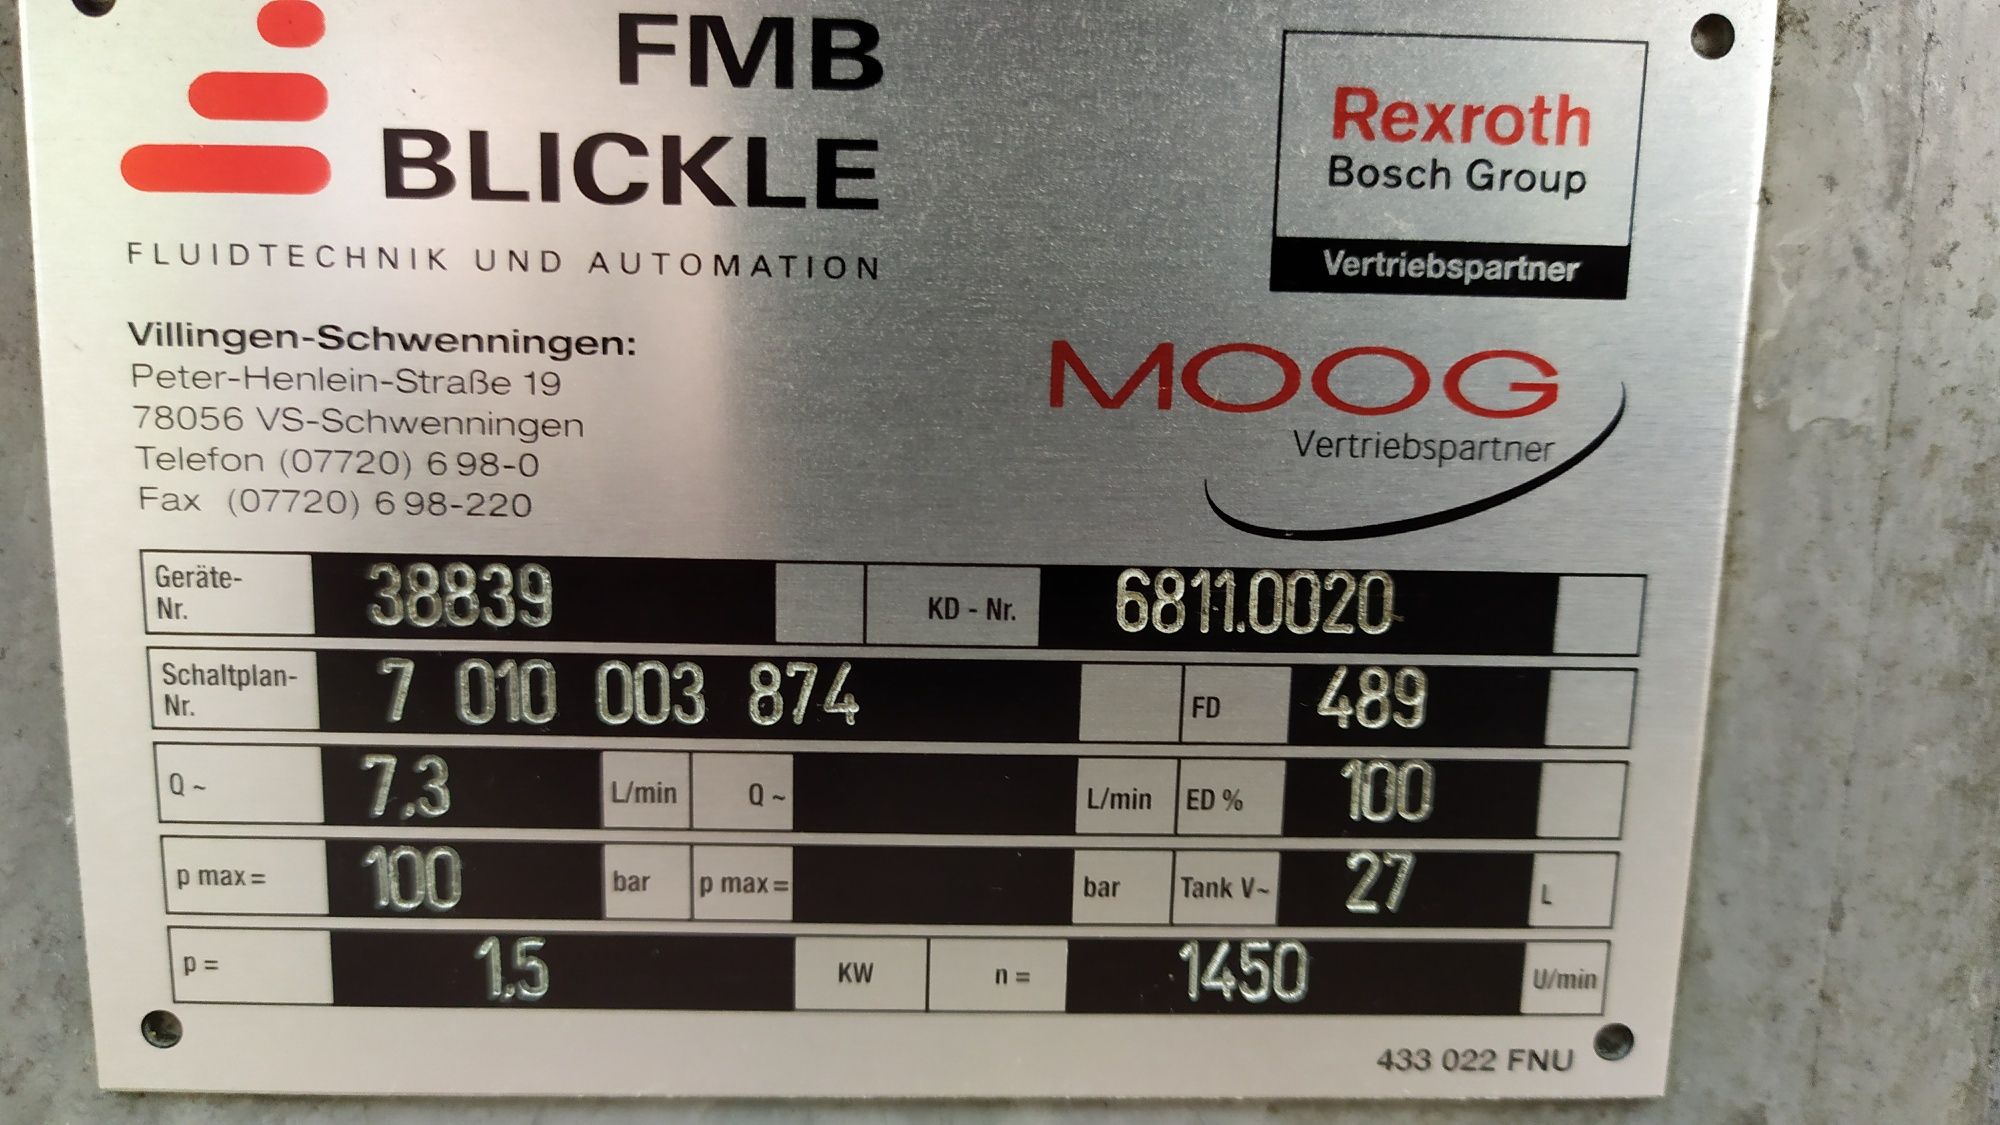 FMB
BLICKLE
FLUIDTECHNIK UND AUTOMATION
Rexroth
Bosch Group
Vertriebspartner
MOOG
Vertriebspartner
Villingen-Schwenningen:
Peter-Henlein-Straße 19
78056 VS-Schwenningen
Telefon (07720) 6 98-0
Fax (07720) 6 98-220
Geräte-
Nr. 38839 KD - Nr. 6811.0020
Schaltplan-
Nr. 7 010 003 874 FD 489
Q ~ 7.3 L/min Q ~ L/min ED % 100
p max = 100 bar p max = bar Tank V~ 27 L
p = 1.5 KW n = 1450 U/min
433 022 FNU